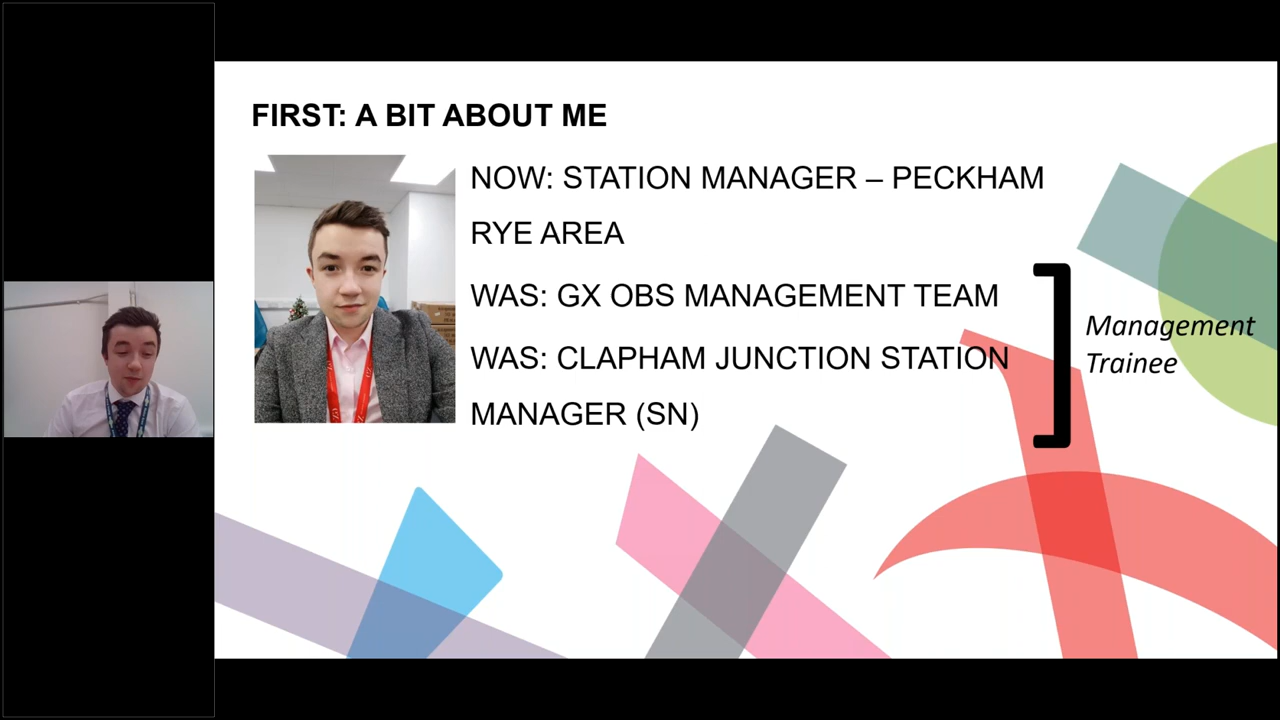 FIRST: A BIT ABOUT ME
NOW: STATION MANAGER – PECKHAM
RYE AREA
WAS: GX OBS MANAGEMENT TEAM
WAS: CLAPHAM JUNCTION STATION
MANAGER (SN)
Management
Trainee